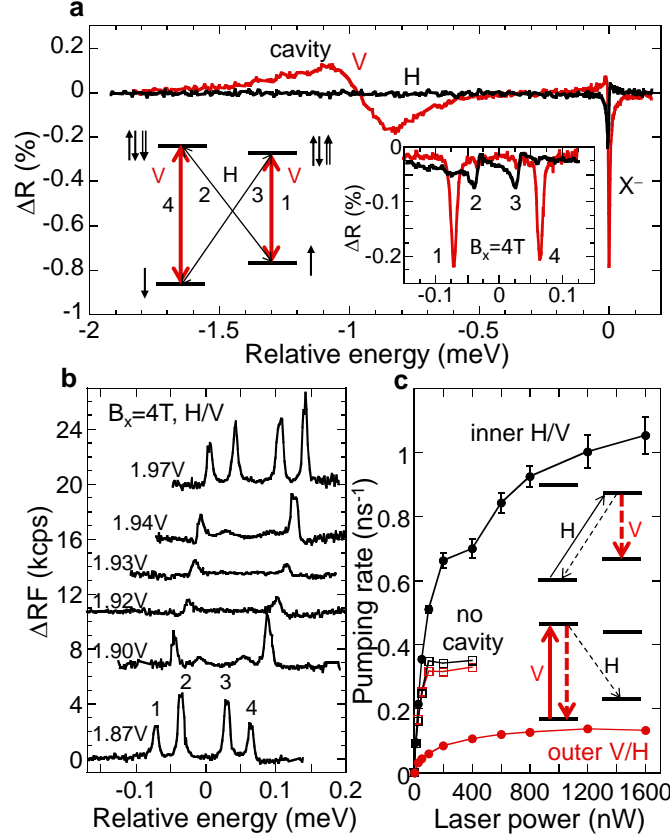 a
0.2
0
-0.2
-0.4
-0.6
-0.8
-1
ΔR (%)
cavity
V
H
X⁻
⇑
V
H
V
4
2
3
1
0
-0.1
-0.2
ΔR (%)
1
2
3
4
Bₓ=4T
-0.1
0
0.1
-2
-1.5
-1
-0.5
0
Relative energy (meV)
b
Bₓ=4T, H/V
24
20
16
12
8
4
0
ΔRF (kcps)
1.97V
1.94V
1.93V
1.92V
1.90V
1.87V
1
2
3
4
-0.1
0
0.1
0.2
Relative energy (meV)
c
1
0.8
0.6
0.4
0.2
0
Pumping rate (ns⁻¹)
inner H/V
H
V
no
cavity
V
H
outer V/H
0
400
800
1200
1600
Laser power (nW)